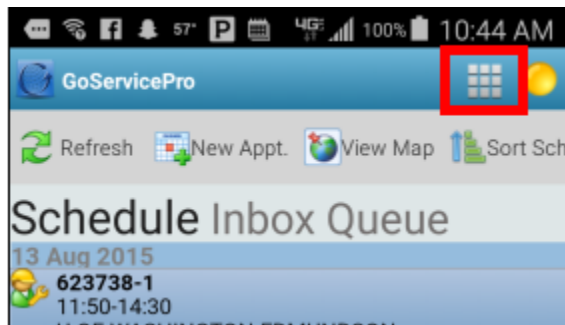 57° P 4G 100% 10:44 AM
GoServicePro
Refresh New Appt. View Map Sort Sch
Schedule Inbox Queue
13 Aug 2015
623738-1
11:50-14:30